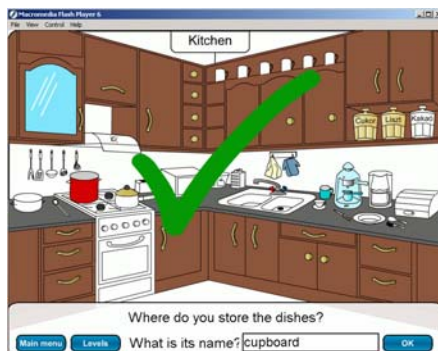 Macromedia Flash Player 6
File View Control Help
Kitchen
Cukor Liszt Kakaó
Where do you store the dishes?
Main menu Levels What is its name? cupboard OK